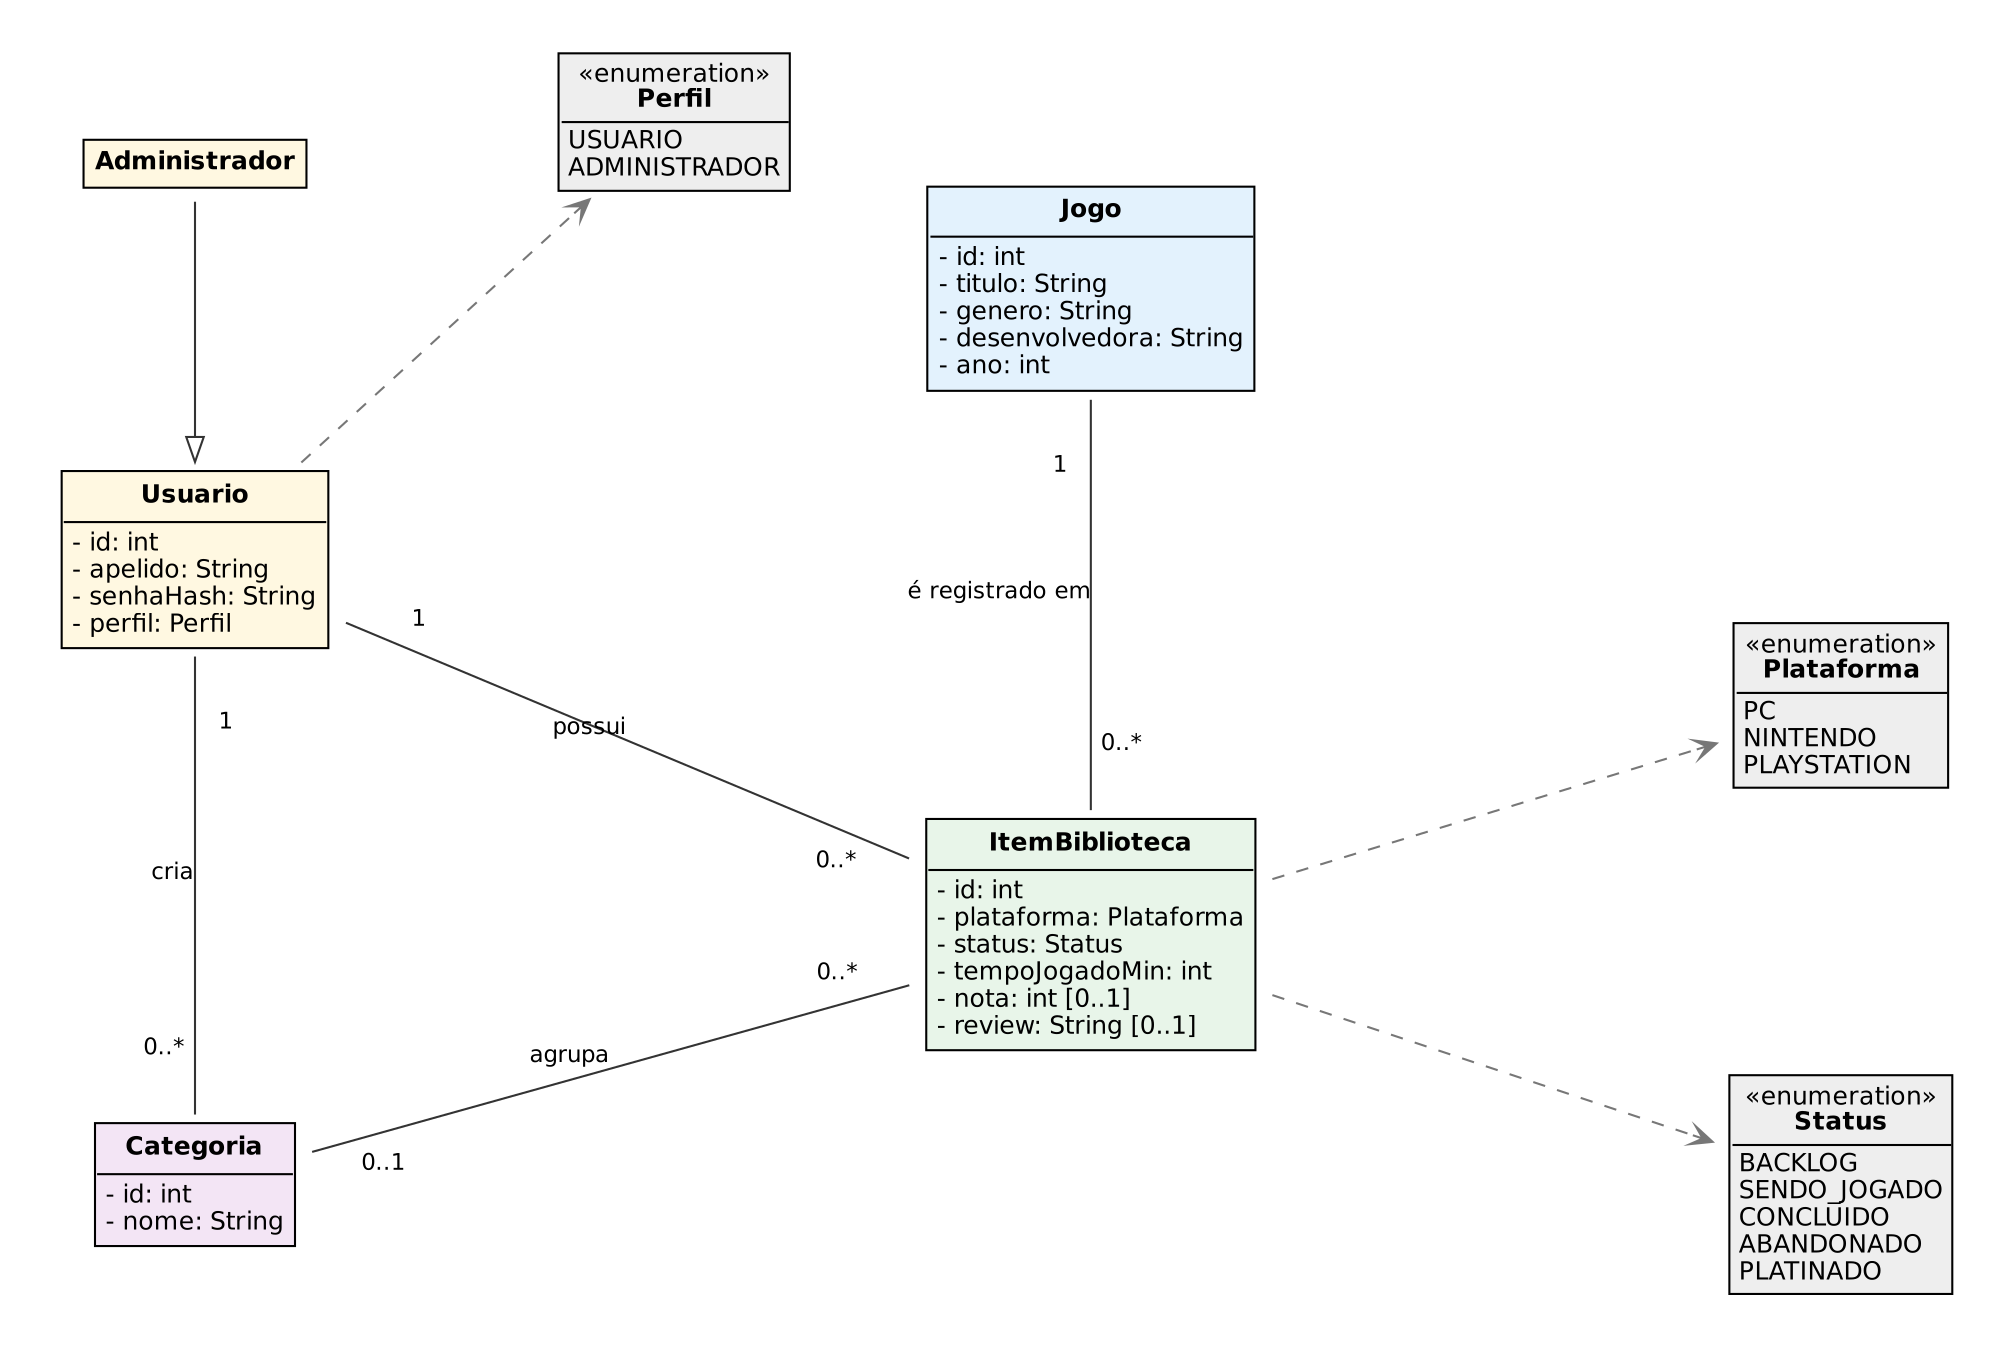 «enumeration»
Perfil
USUARIO
ADMINISTRADOR
Administrador
Jogo
- id: int
- titulo: String
- genero: String
- desenvolvedora: String
- ano: int
Usuario
- id: int
- apelido: String
- senhaHash: String
- perfil: Perfil
1
é registrado em
0..*
1
possui
0..*
1
cria
0..*
«enumeration»
Plataforma
PC
NINTENDO
PLAYSTATION
ItemBiblioteca
- id: int
- plataforma: Plataforma
- status: Status
- tempoJogadoMin: int
- nota: int [0..1]
- review: String [0..1]
0..*
agrupa
0..1
Categoria
- id: int
- nome: String
«enumeration»
Status
BACKLOG
SENDO_JOGADO
CONCLUIDO
ABANDONADO
PLATINADO